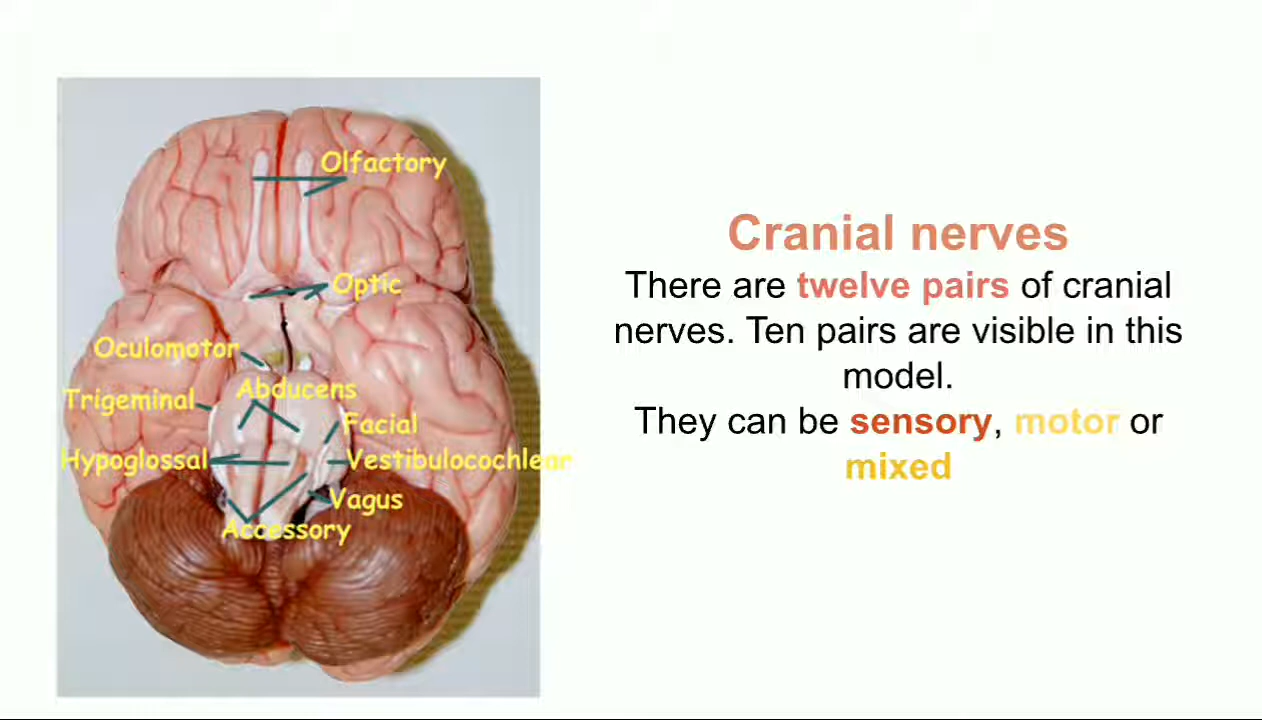 Olfactory
Optic
Oculomotor
Abducens
Trigeminal
Facial
Hypoglossal
Vestibulocochlear
Vagus
Accessory
Cranial nerves
There are twelve pairs of cranial
nerves. Ten pairs are visible in this
model.
They can be sensory, motor or
mixed